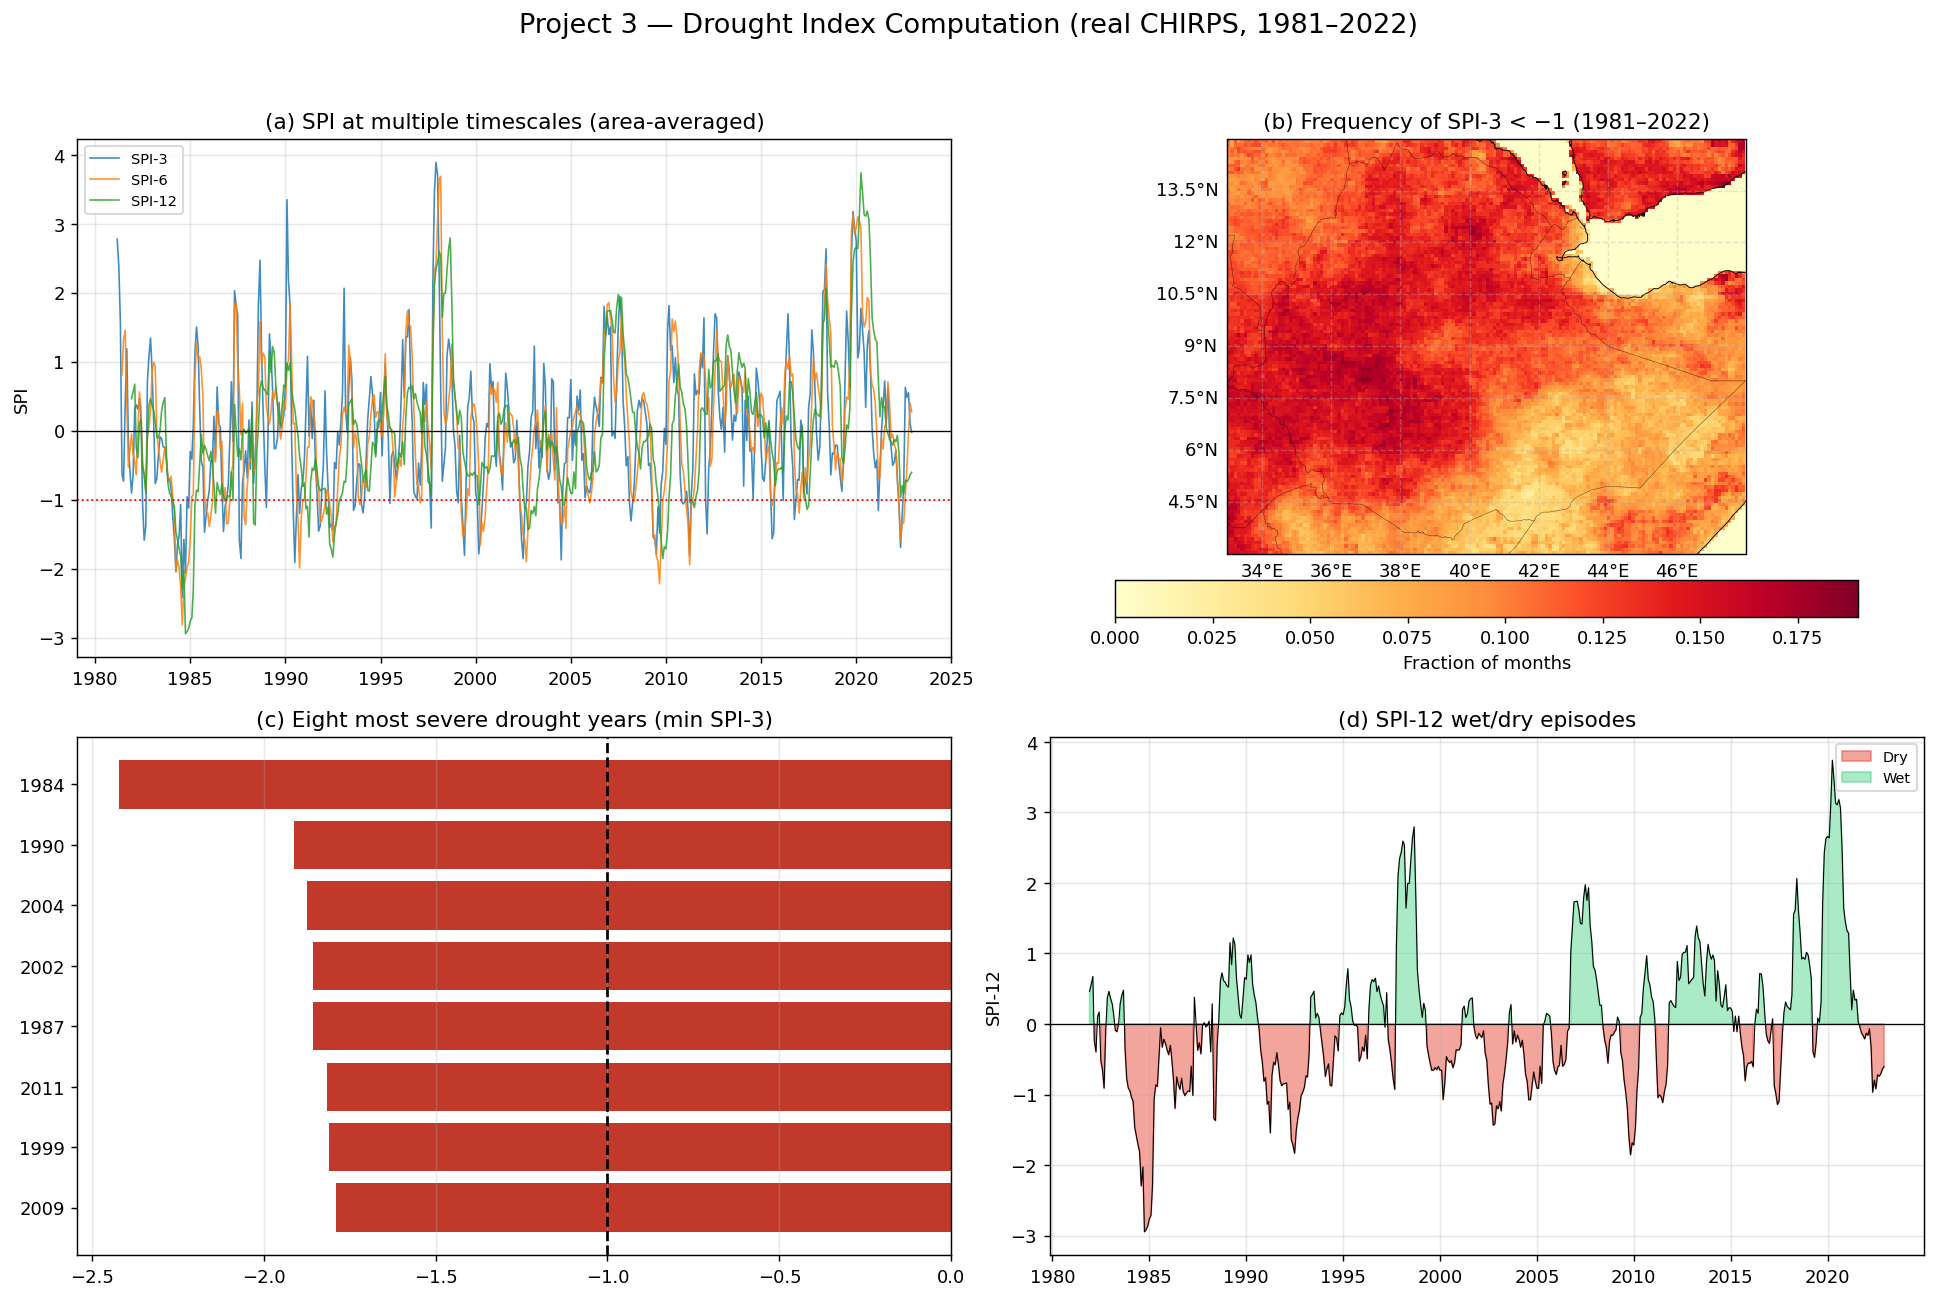 Project 3 — Drought Index Computation (real CHIRPS, 1981–2022)
(a) SPI at multiple timescales (area-averaged)
SPI-3
SPI-6
SPI-12
SPI
4
3
2
1
0
−1
−2
−3
1980 1985 1990 1995 2000 2005 2010 2015 2020 2025
(b) Frequency of SPI-3 < −1 (1981–2022)
13.5°N
12°N
10.5°N
9°N
7.5°N
6°N
4.5°N
34°E 36°E 38°E 40°E 42°E 44°E 46°E
0.000 0.025 0.050 0.075 0.100 0.125 0.150 0.175
Fraction of months
(c) Eight most severe drought years (min SPI-3)
1984
1990
2004
2002
1987
2011
1999
2009
−2.5 −2.0 −1.5 −1.0 −0.5 0.0
(d) SPI-12 wet/dry episodes
Dry
Wet
SPI-12
4
3
2
1
0
−1
−2
−3
1980 1985 1990 1995 2000 2005 2010 2015 2020